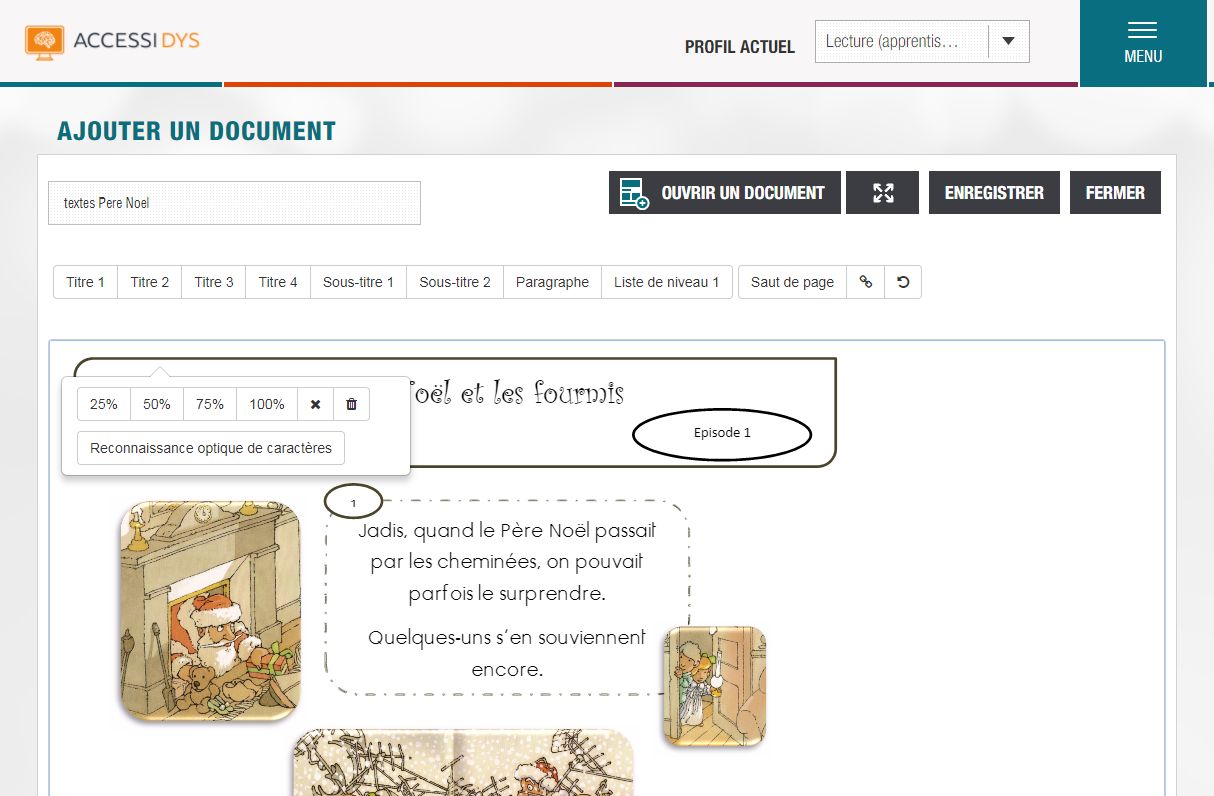 ACCESSIDYS
PROFIL ACTUEL
Lecture (apprentis…
MENU
AJOUTER UN DOCUMENT
textes Pere Noel
OUVRIR UN DOCUMENT
ENREGISTRER
FERMER
Titre 1
Titre 2
Titre 3
Titre 4
Sous-titre 1
Sous-titre 2
Paragraphe
Liste de niveau 1
Saut de page
25%
50%
75%
100%
Reconnaissance optique de caractères
oël et les fourmis
Episode 1
1
Jadis, quand le Père Noël passait
par les cheminées, on pouvait
parfois le surprendre.
Quelques-uns s'en souviennent
encore.